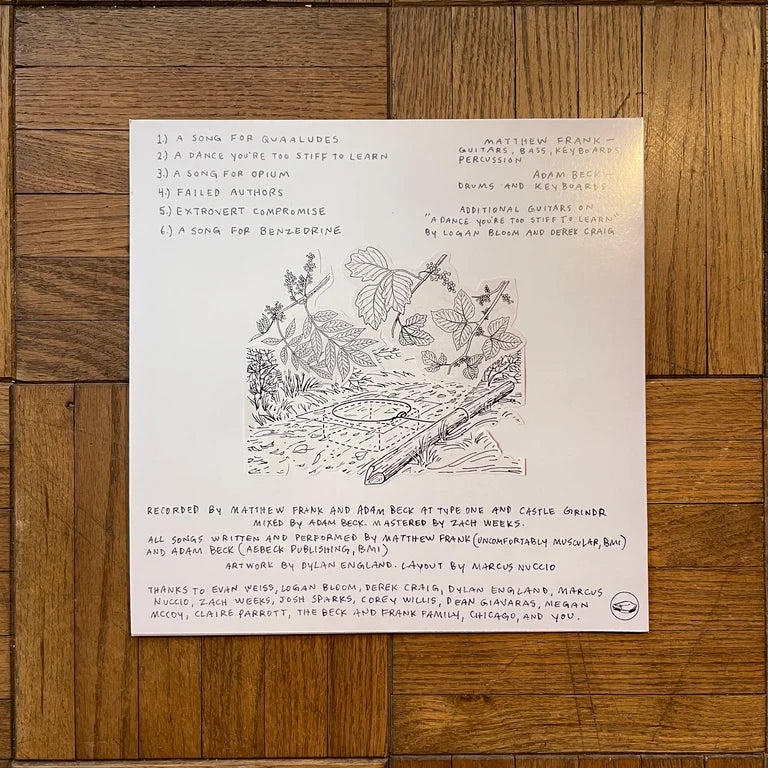 1.) A SONG FOR QUAALUDES
2.) A DANCE YOU'RE TOO STIFF TO LEARN
3.) A SONG FOR OPIUM
4.) FAILED AUTHORS
5.) EXTROVERT COMPROMISE
6.) A SONG FOR BENZEDRINE
MATTHEW FRANK —
GUITARS, BASS, KEYBOARDS
PERCUSSION
ADAM BECK —
DRUMS AND KEYBOARDS
ADDITIONAL GUITARS ON
"A DANCE YOU'RE TOO STIFF TO LEARN"
BY LOGAN BLOOM AND DEREK CRAIG
RECORDED BY MATTHEW FRANK AND ADAM BECK AT TYPE ONE AND CASTLE GRINDR
MIXED BY ADAM BECK. MASTERED BY ZACH WEEKS.
ALL SONGS WRITTEN AND PERFORMED BY MATTHEW FRANK (UNCOMFORTABLY MUSCULAR, BMI)
AND ADAM BECK (AEBECK PUBLISHING, BMI)
ARTWORK BY DYLAN ENGLAND. LAYOUT BY MARCUS NUCCIO
THANKS TO EVAN WEISS, LOGAN BLOOM, DEREK CRAIG, DYLAN ENGLAND, MARCUS
NUCCIO, ZACH WEEKS, JOSH SPARKS, COREY WILLIS, DEAN GIAVARAS, MEGAN
MCCOY, CLAIRE PARROTT, THE BECK AND FRANK FAMILY, CHICAGO, AND YOU.